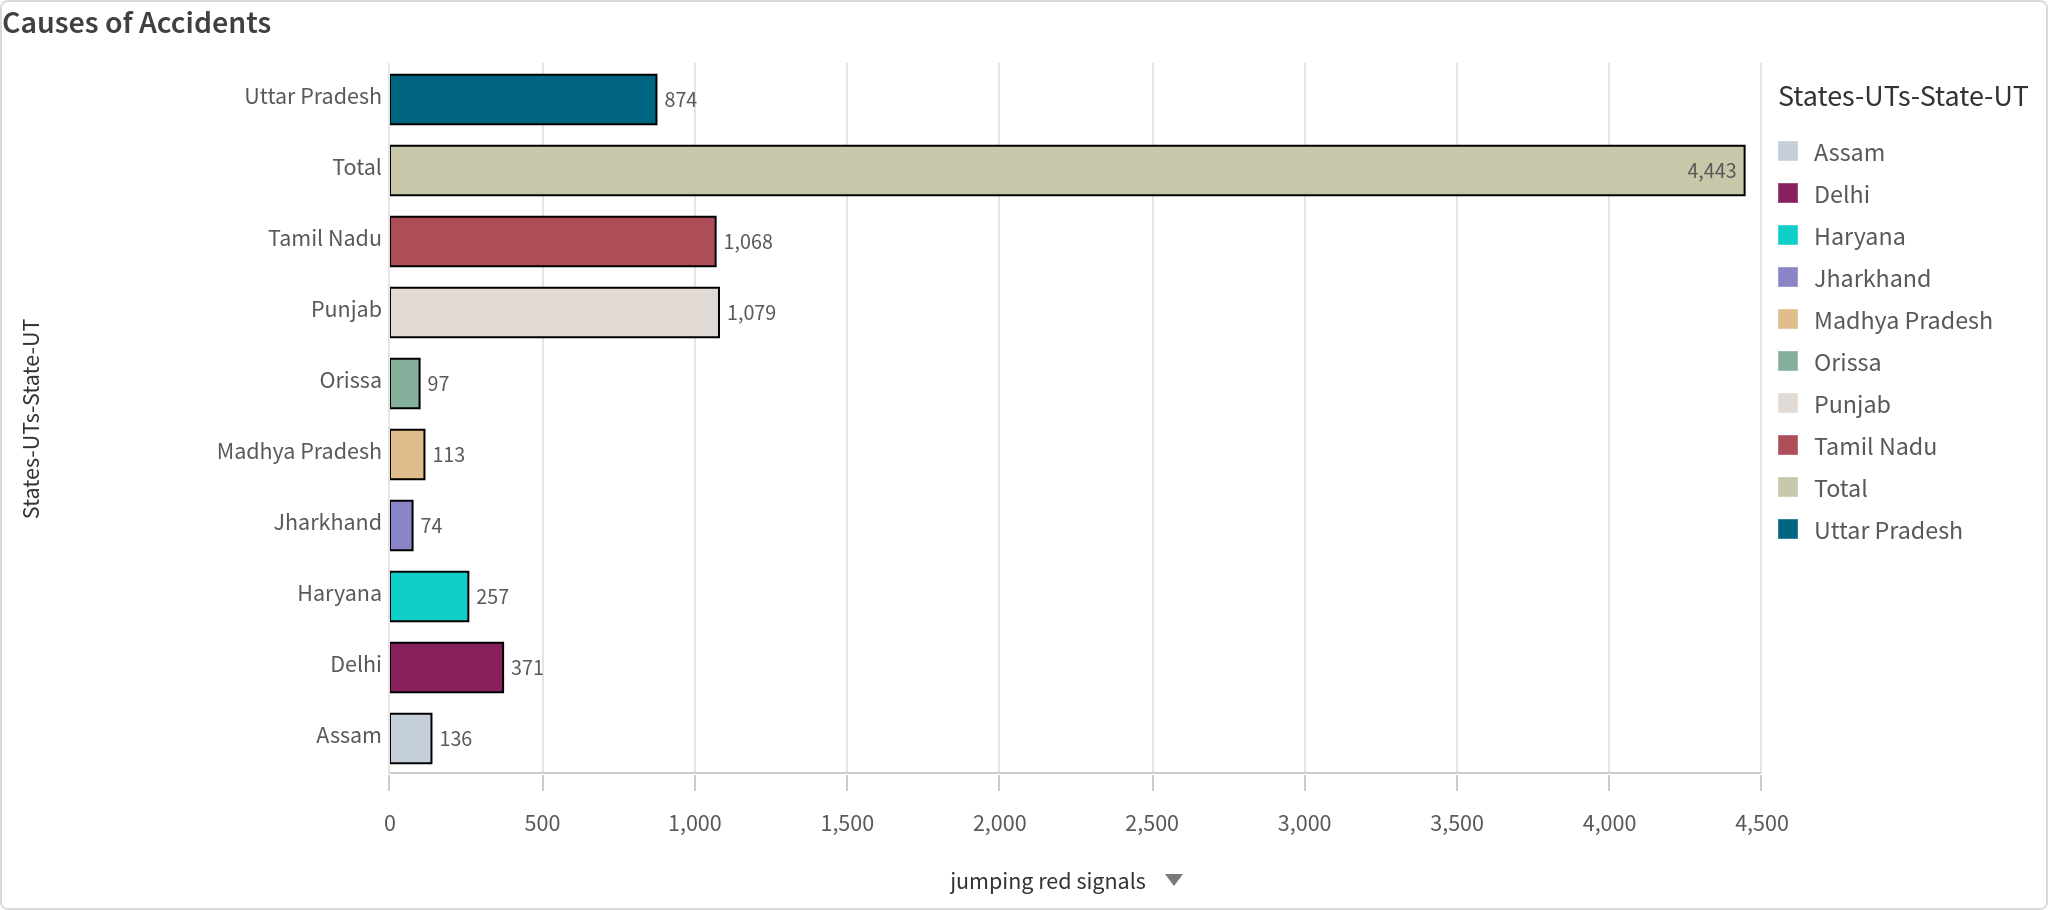 Causes of Accidents
States-UTs-State-UT
Uttar Pradesh 874
Total 4,443
Tamil Nadu 1,068
Punjab 1,079
Orissa 97
Madhya Pradesh 113
Jharkhand 74
Haryana 257
Delhi 371
Assam 136
0 500 1,000 1,500 2,000 2,500 3,000 3,500 4,000 4,500
jumping red signals
States-UTs-State-UT
Assam
Delhi
Haryana
Jharkhand
Madhya Pradesh
Orissa
Punjab
Tamil Nadu
Total
Uttar Pradesh